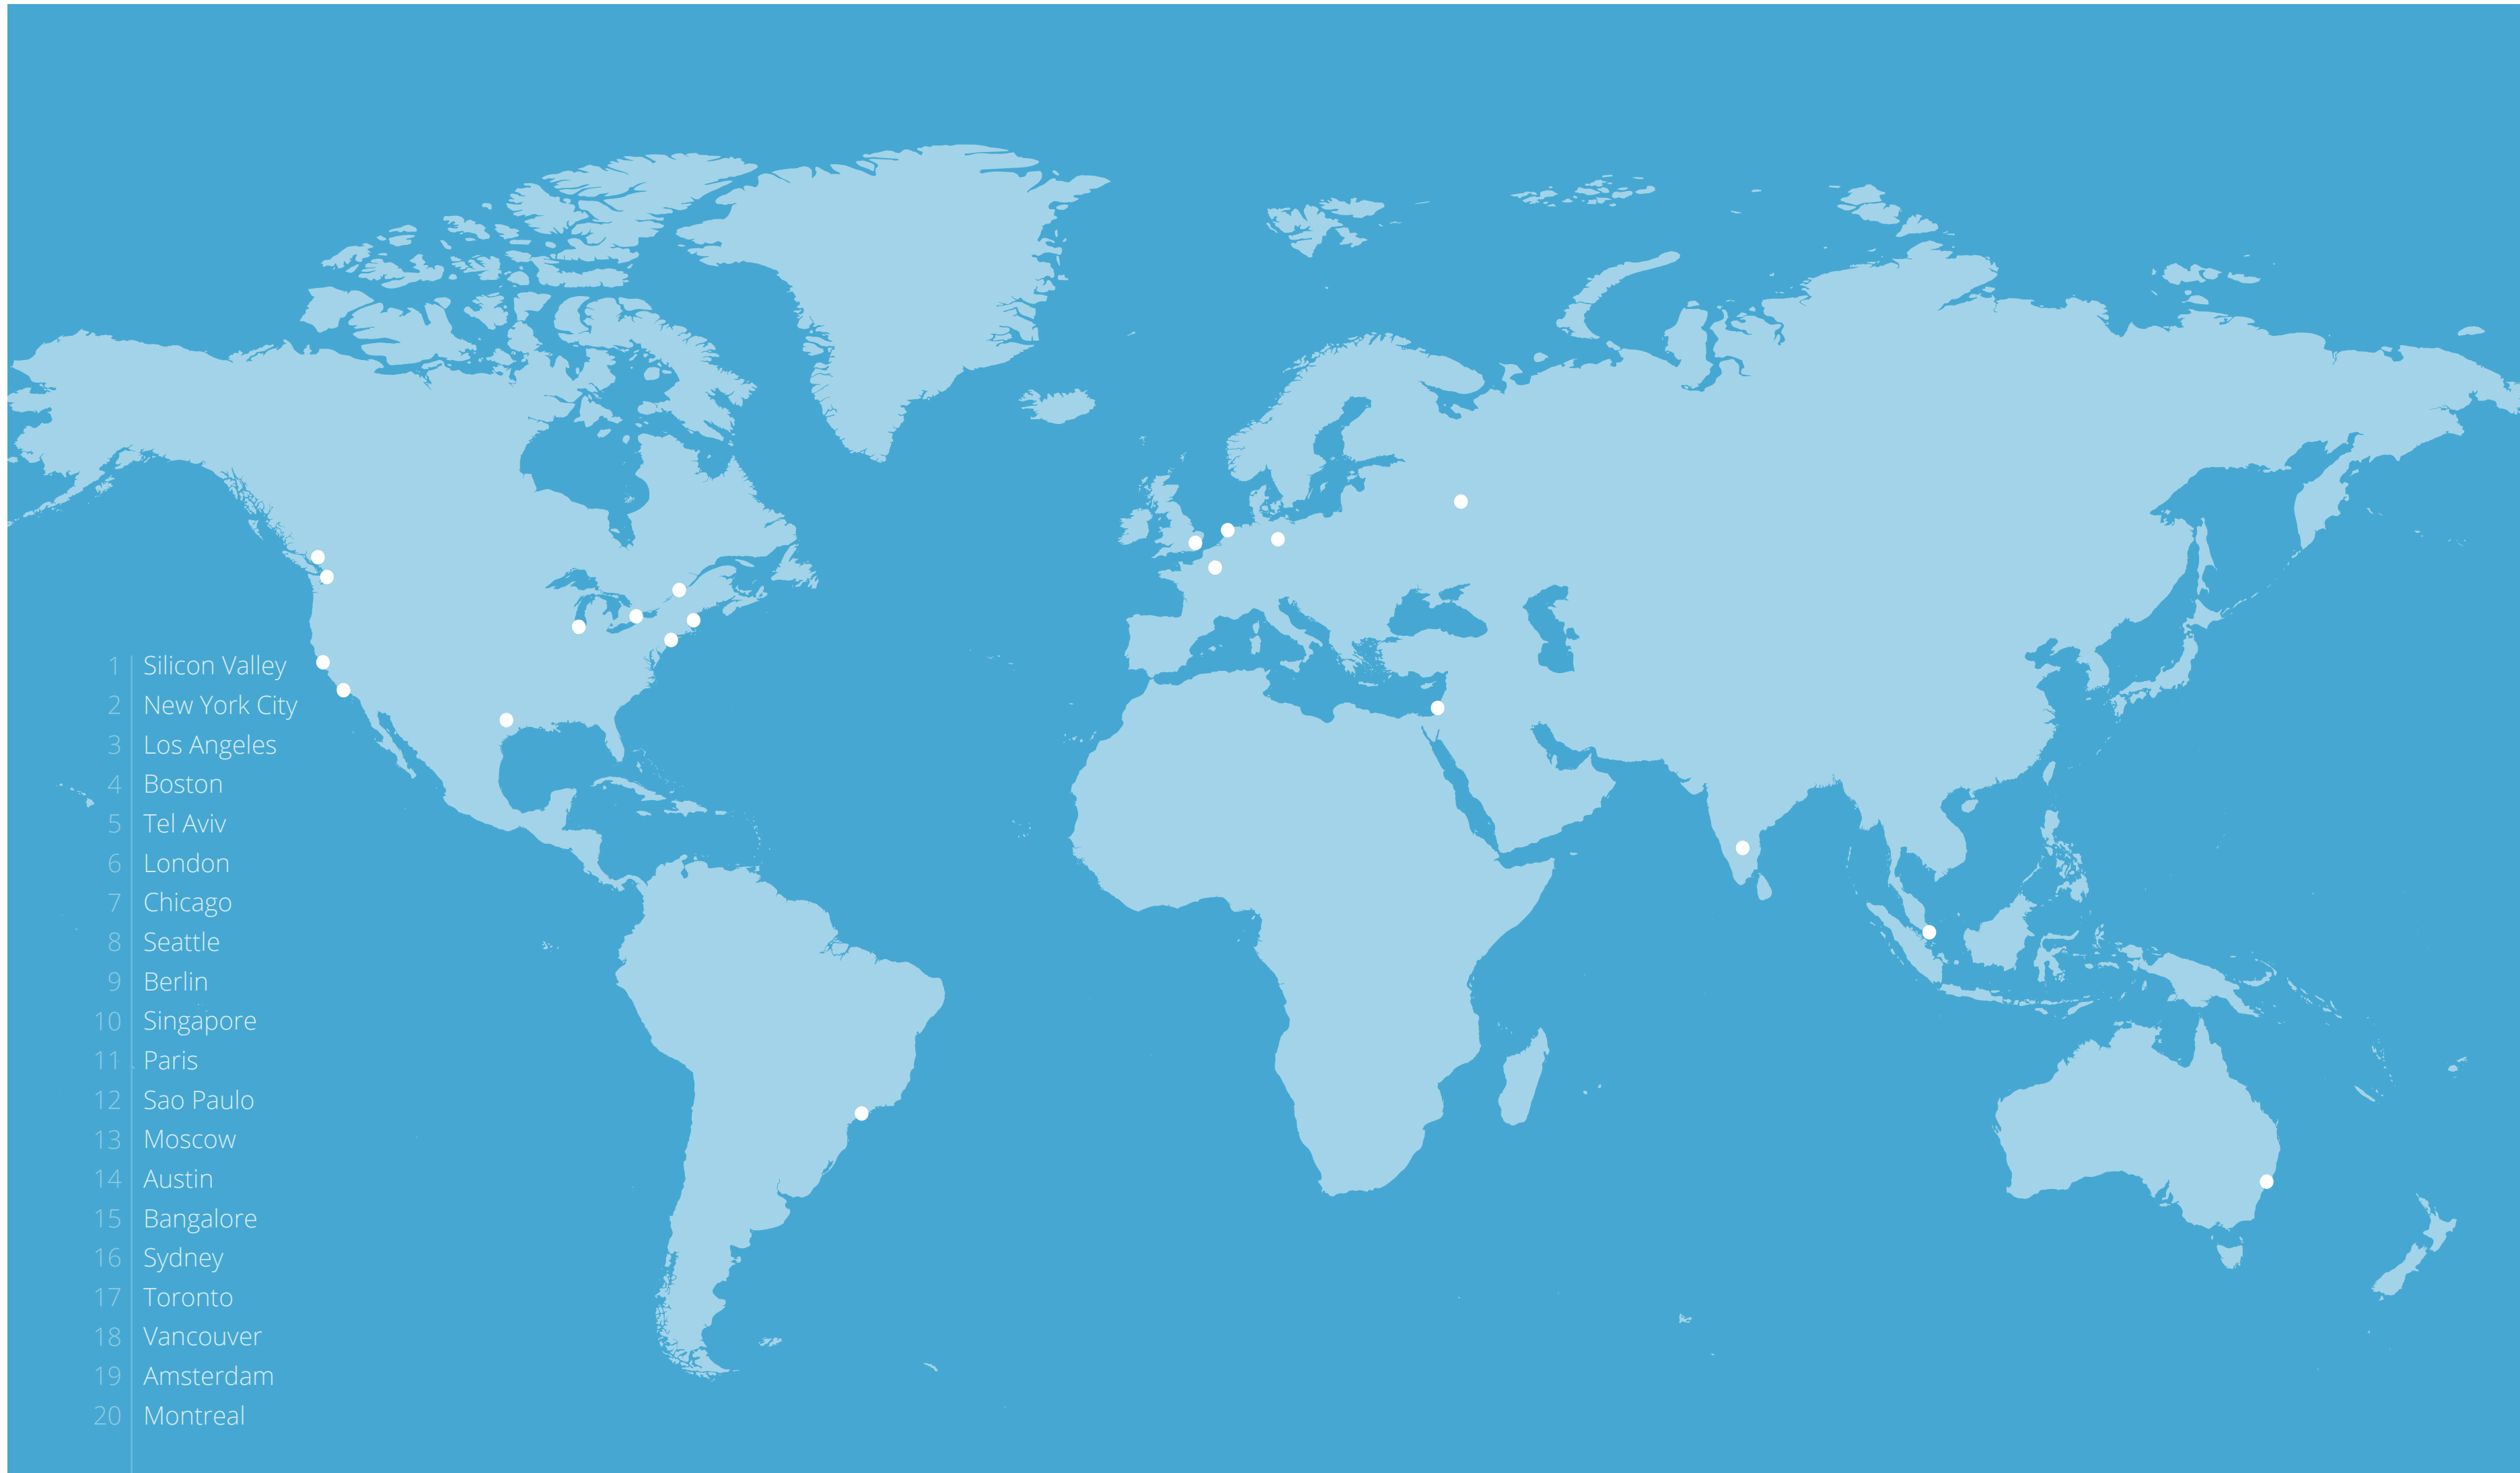 1 Silicon Valley
2 New York City
3 Los Angeles
4 Boston
5 Tel Aviv
6 London
7 Chicago
8 Seattle
9 Berlin
10 Singapore
11 Paris
12 Sao Paulo
13 Moscow
14 Austin
15 Bangalore
16 Sydney
17 Toronto
18 Vancouver
19 Amsterdam
20 Montreal